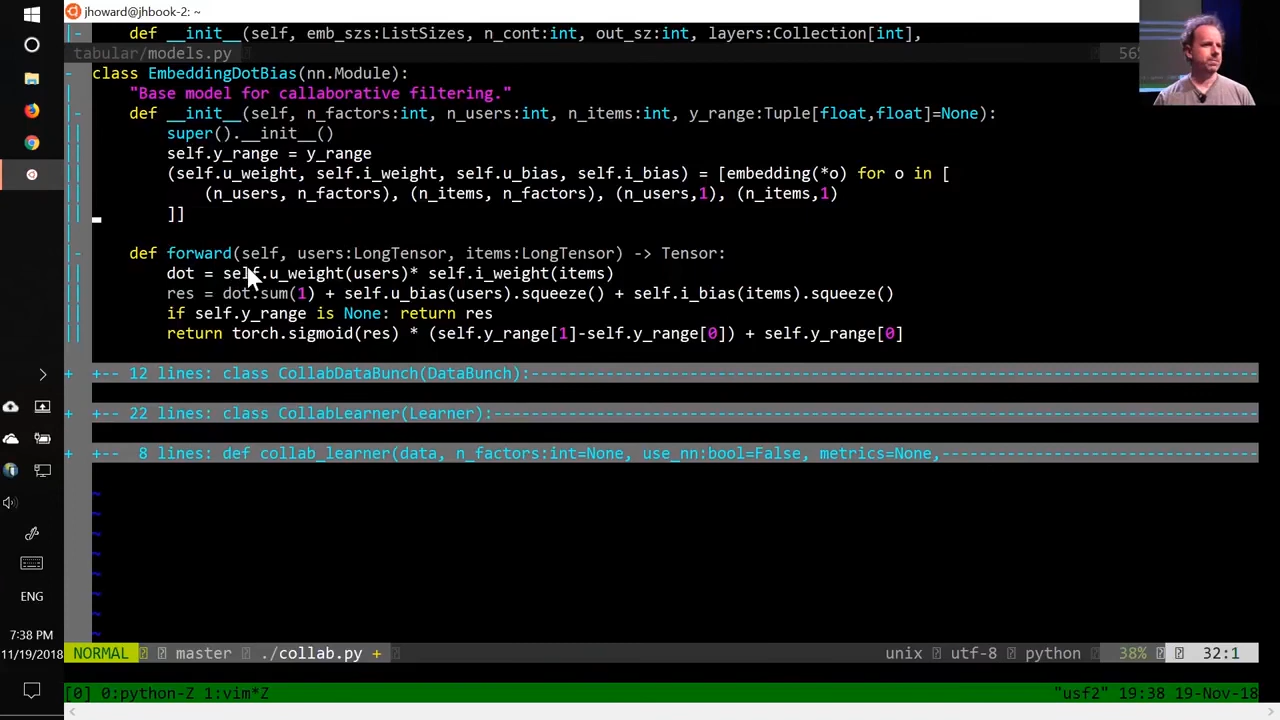 jhoward@jhbook-2: ~
|- def __init__(self, emb_szs:ListSizes, n_cont:int, out_sz:int, layers:Collection[int],
tabular/models.py 56%
- class EmbeddingDotBias(nn.Module):
| "Base model for callaborative filtering."
|- def __init__(self, n_factors:int, n_users:int, n_items:int, y_range:Tuple[float,float]=None):
|| super().__init__()
|| self.y_range = y_range
|| (self.u_weight, self.i_weight, self.u_bias, self.i_bias) = [embedding(*o) for o in [
|| (n_users, n_factors), (n_items, n_factors), (n_users,1), (n_items,1)
|| ]]
|
|- def forward(self, users:LongTensor, items:LongTensor) -> Tensor:
|| dot = self.u_weight(users)* self.i_weight(items)
|| res = dot.sum(1) + self.u_bias(users).squeeze() + self.i_bias(items).squeeze()
|| if self.y_range is None: return res
|| return torch.sigmoid(res) * (self.y_range[1]-self.y_range[0]) + self.y_range[0]
+ +-- 12 lines: class CollabDataBunch(DataBunch):---
+ +-- 22 lines: class CollabLearner(Learner):---
+ +-- 8 lines: def collab_learner(data, n_factors:int=None, use_nn:bool=False, metrics=None,---
~
~
~
~
~
~
~
~
ENG
7:38 PM
11/19/2018
NORMAL master ./collab.py + unix utf-8 python 38% 32:1
[0] 0:python-Z 1:vim*Z "usf2" 19:38 19-Nov-18